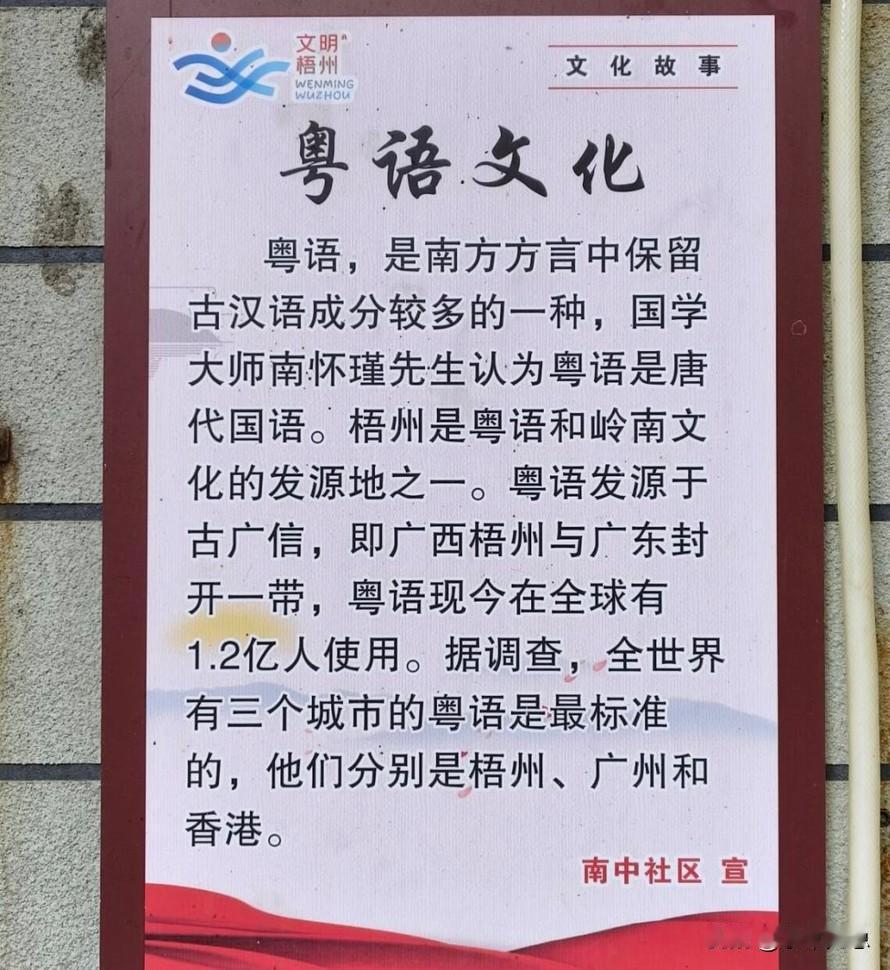 文明
梧州
WENMING
WUZHOU
文化故事
粤语文化
粤语，是南方方言中保留
古汉语成分较多的一种，国学
大师南怀瑾先生认为粤语是唐
代国语。梧州是粤语和岭南文
化的发源地之一。粤语发源于
古广信，即广西梧州与广东封
开一带，粤语现今在全球有
1.2亿人使用。据调查，全世界
有三个城市的粤语是最标准
的，他们分别是梧州、广州和
香港。
南中社区 宣